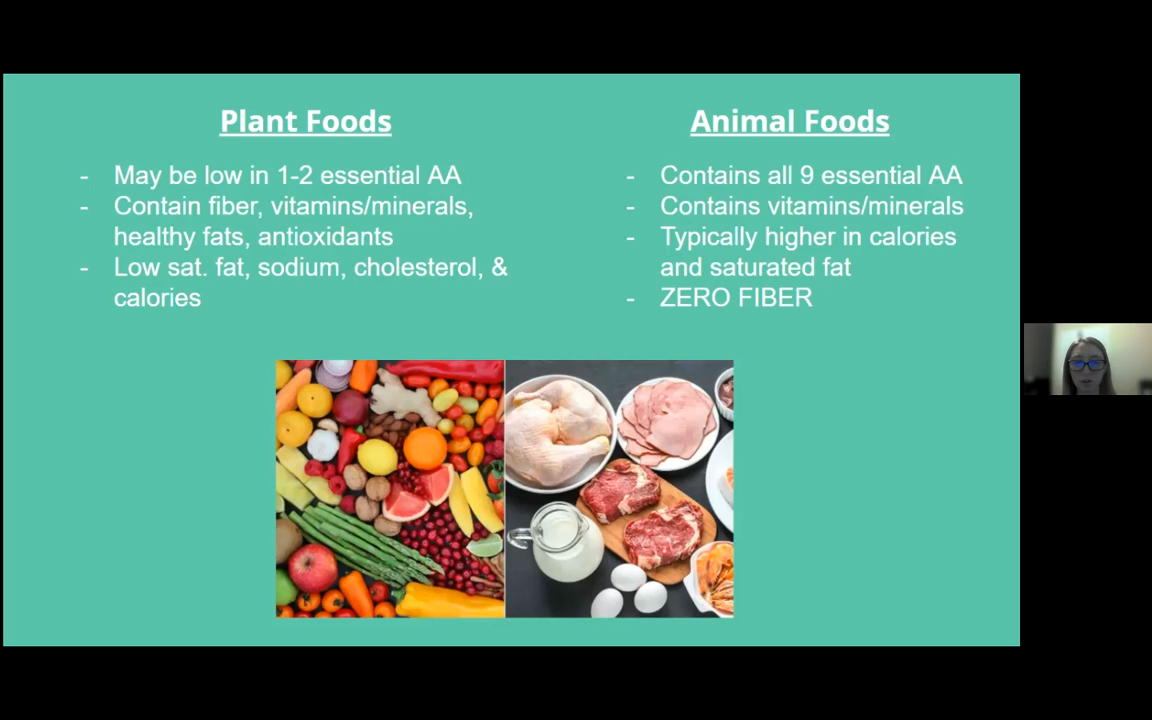 Plant Foods
- May be low in 1-2 essential AA
- Contain fiber, vitamins/minerals,
healthy fats, antioxidants
- Low sat. fat, sodium, cholesterol, &
calories
Animal Foods
- Contains all 9 essential AA
- Contains vitamins/minerals
- Typically higher in calories
and saturated fat
- ZERO FIBER